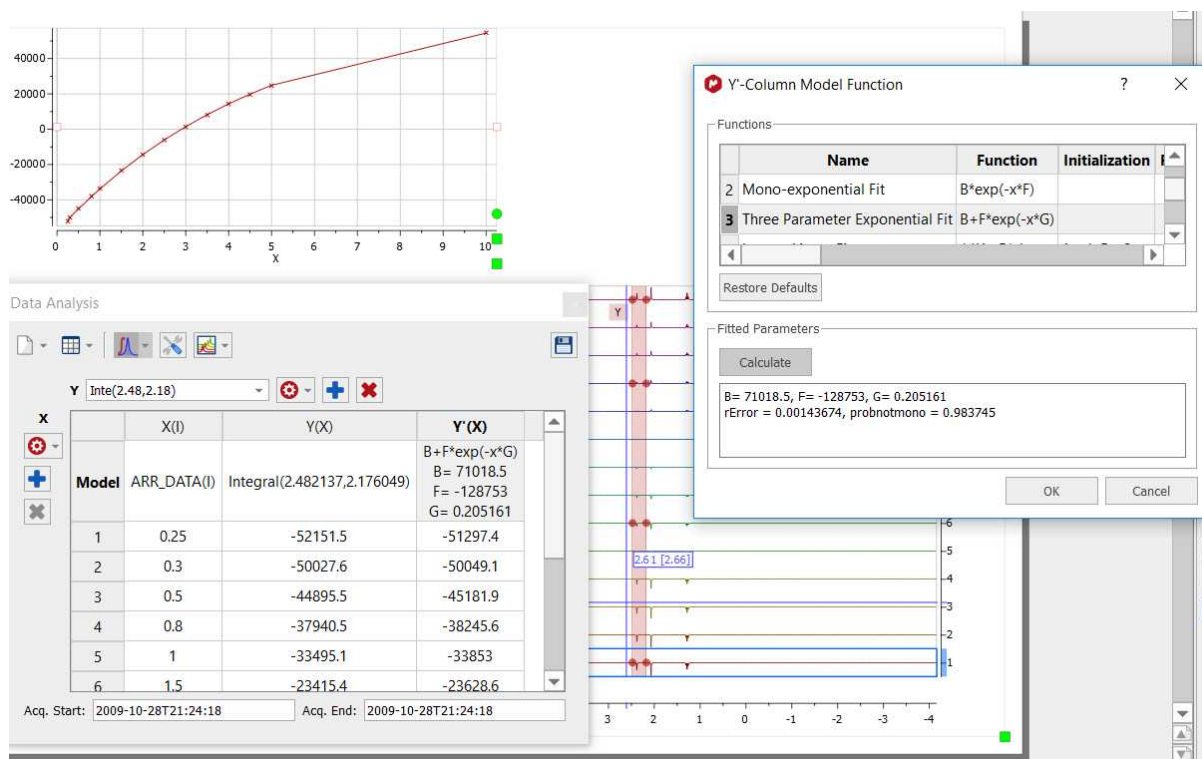 40000
20000
0
-20000
-40000
0 1 2 3 4 5 6 7 8 9 10
X
Y'-Column Model Function ? ×
Functions
Name Function Initialization
2 Mono-exponential Fit B*exp(-x*F)
3 Three Parameter Exponential Fit B+F*exp(-x*G)
Restore Defaults
Fitted Parameters
Calculate
B= 71018.5, F= -128753, G= 0.205161
rError = 0.00143674, probnotmono = 0.983745
OK Cancel
Data Analysis
Y Inte(2.48,2.18)
X
X(I) Y(X) Y'(X)
Model ARR_DATA(I) Integral(2.482137,2.176049) B+F*exp(-x*G)
B= 71018.5
F= -128753
G= 0.205161
1 0.25 -52151.5 -51297.4
2 0.3 -50027.6 -50049.1
3 0.5 -44895.5 -45181.9
4 0.8 -37940.5 -38245.6
5 1 -33495.1 -33853
6 1.5 -23415.4 -23628.6
Acq. Start: 2009-10-28T21:24:18 Acq. End: 2009-10-28T21:24:18
Y
2.61 [2.66]
-6
-5
-4
-3
-2
-1
3 2 1 0 -1 -2 -3 -4